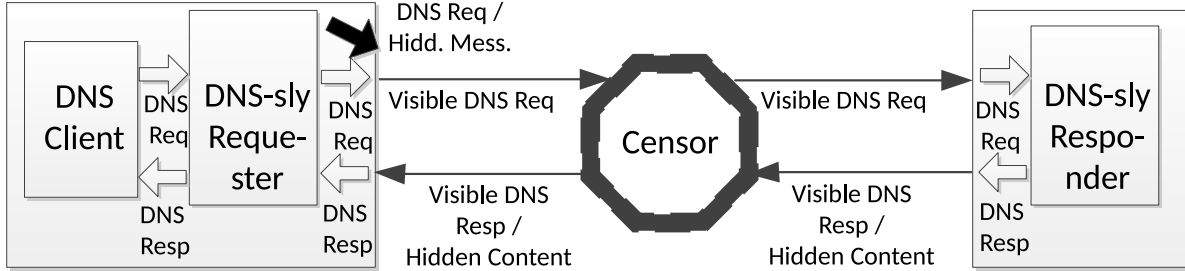 DNS
Client
DNS
Req
DNS
Resp
DNS-sly
Reque-
ster
DNS
Req
DNS
Resp
DNS Req /
Hidd. Mess.
Visible DNS Req
Visible DNS
Resp /
Hidden Content
Censor
Visible DNS Req
Visible DNS
Resp /
Hidden Content
DNS
Req
DNS
Resp
DNS-sly
Respo-
nder